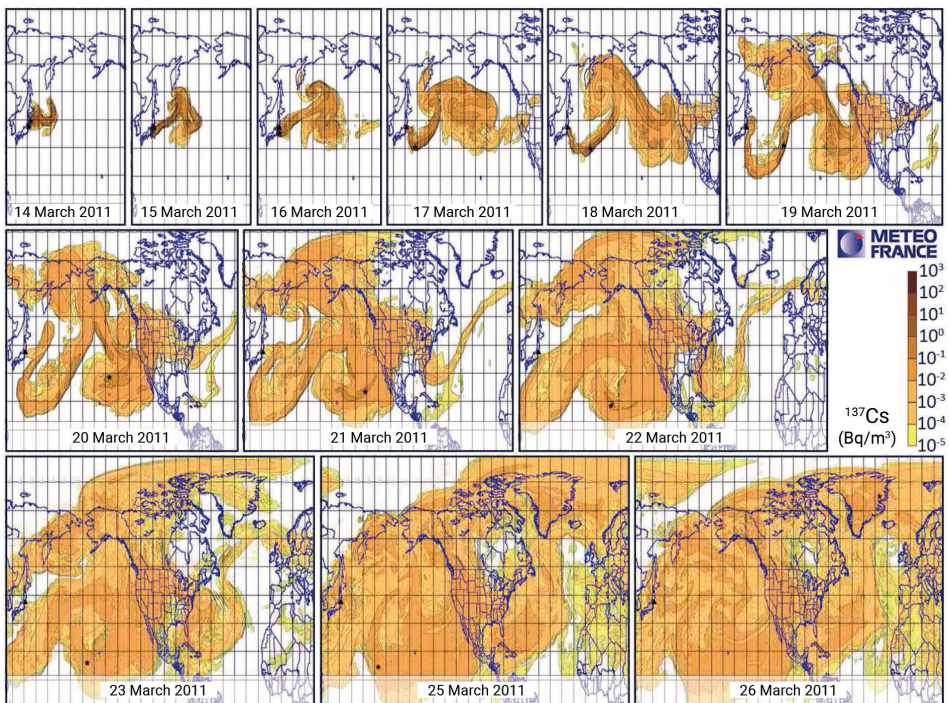 14 March 2011
15 March 2011
16 March 2011
17 March 2011
18 March 2011
19 March 2011
20 March 2011
21 March 2011
22 March 2011
METEO
FRANCE
10³
10²
10¹
10⁰
10⁻¹
10⁻²
10⁻³
10⁻⁴
10⁻⁵
¹³⁷Cs
(Bq/m³)
23 March 2011
25 March 2011
26 March 2011